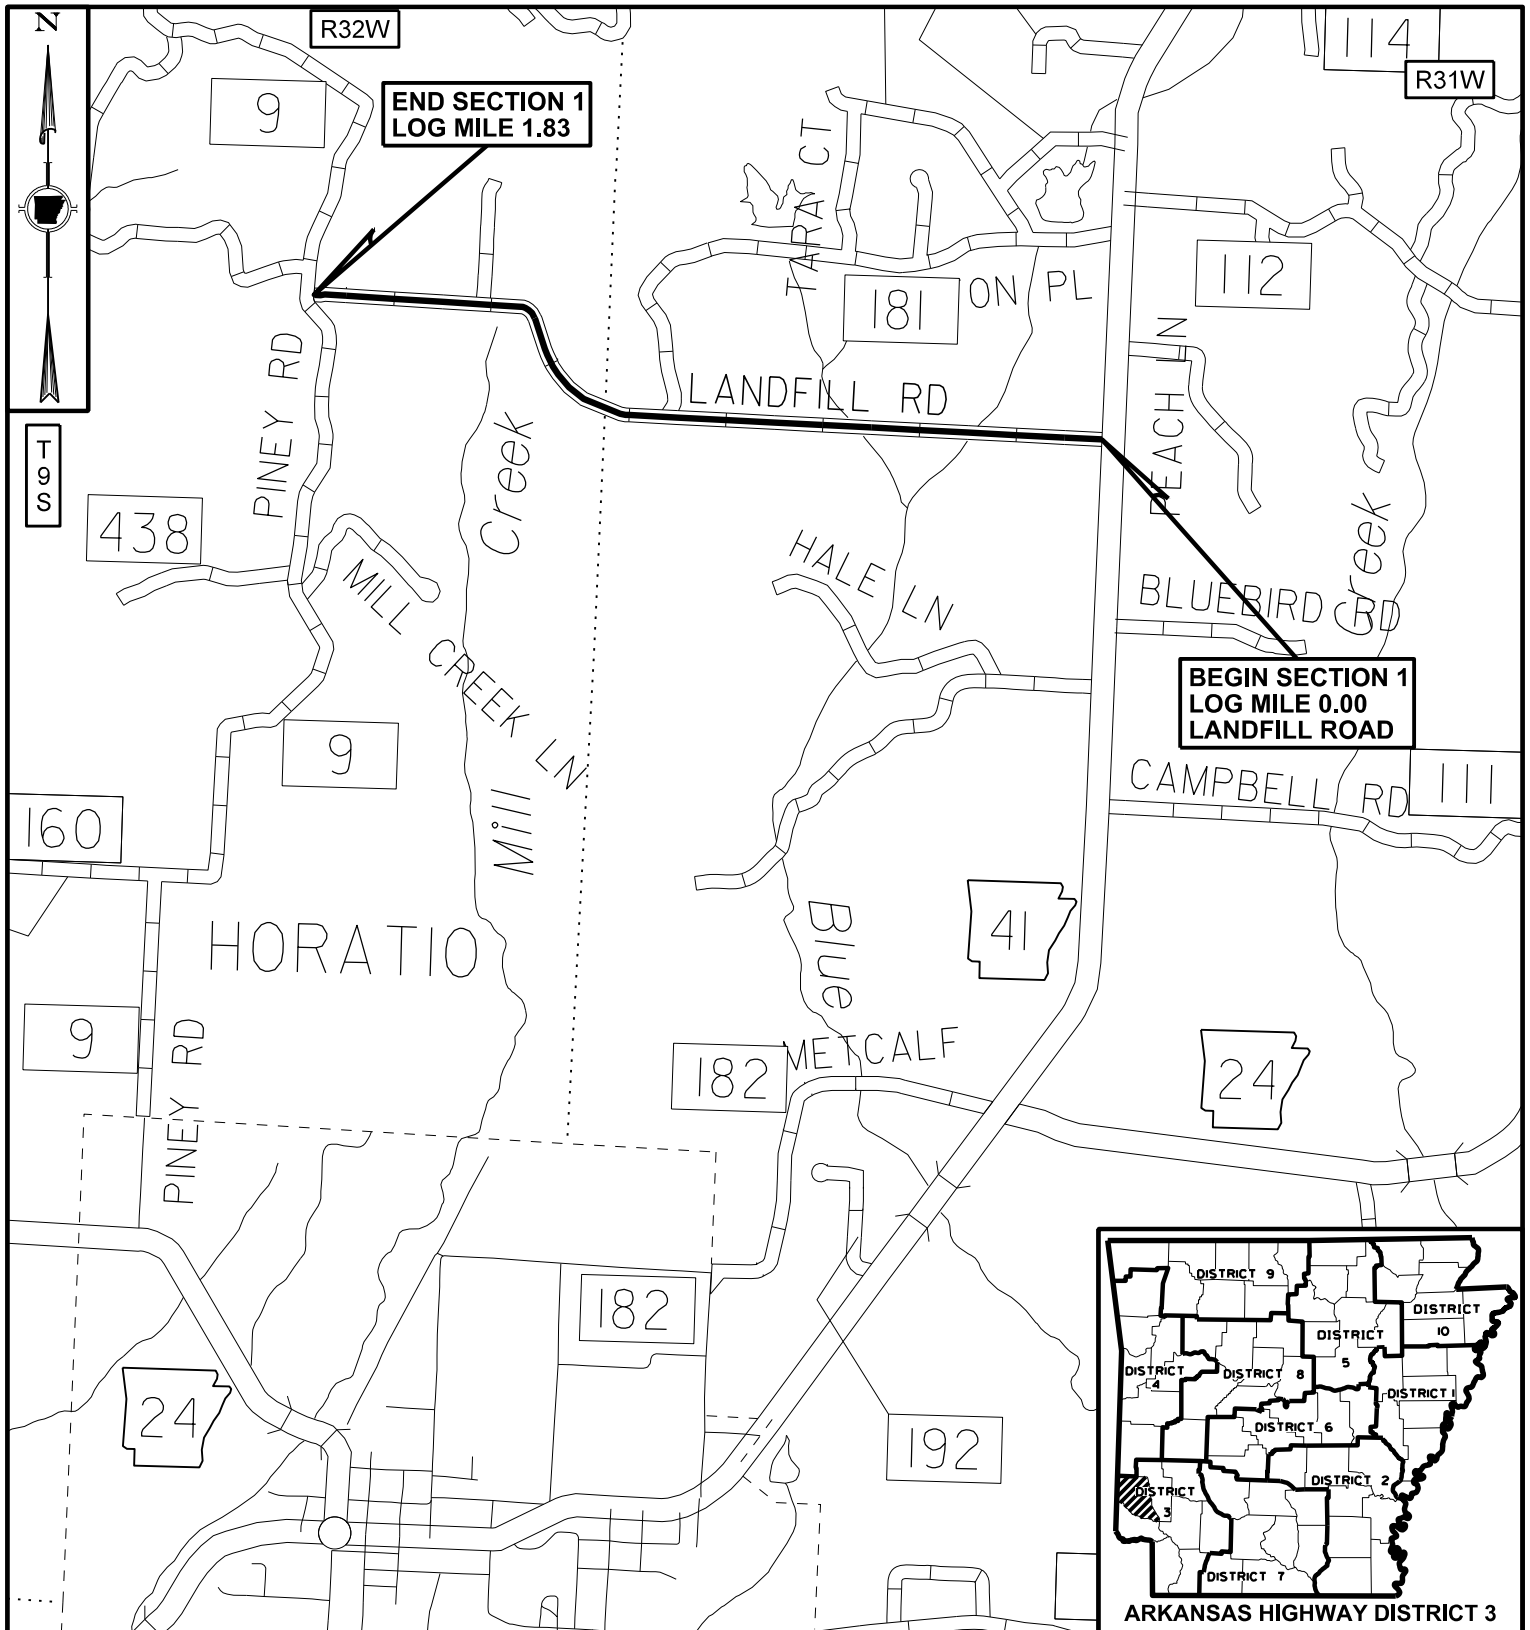 N
R32W
114
R31W
9
END SECTION 1
LOG MILE 1.83
TARA CT
112
181
ON PL
PINEY RD
LANDFILL RD
PEACH LN
T
9
S
Creek
438
Creek
HALE LN
MILL CREEK LN
BLUEBIRD RD
BEGIN SECTION 1
LOG MILE 0.00
LANDFILL ROAD
9
Mill
CAMPBELL RD
111
160
HORATIO
Blue
41
9
PINEY RD
182
METCALF
24
182
24
192
DISTRICT 9
DISTRICT
10
DISTRICT
5
DISTRICT
4
DISTRICT 8
DISTRICT 1
DISTRICT 6
DISTRICT 2
DISTRICT
3
DISTRICT 7
ARKANSAS HIGHWAY DISTRICT 3